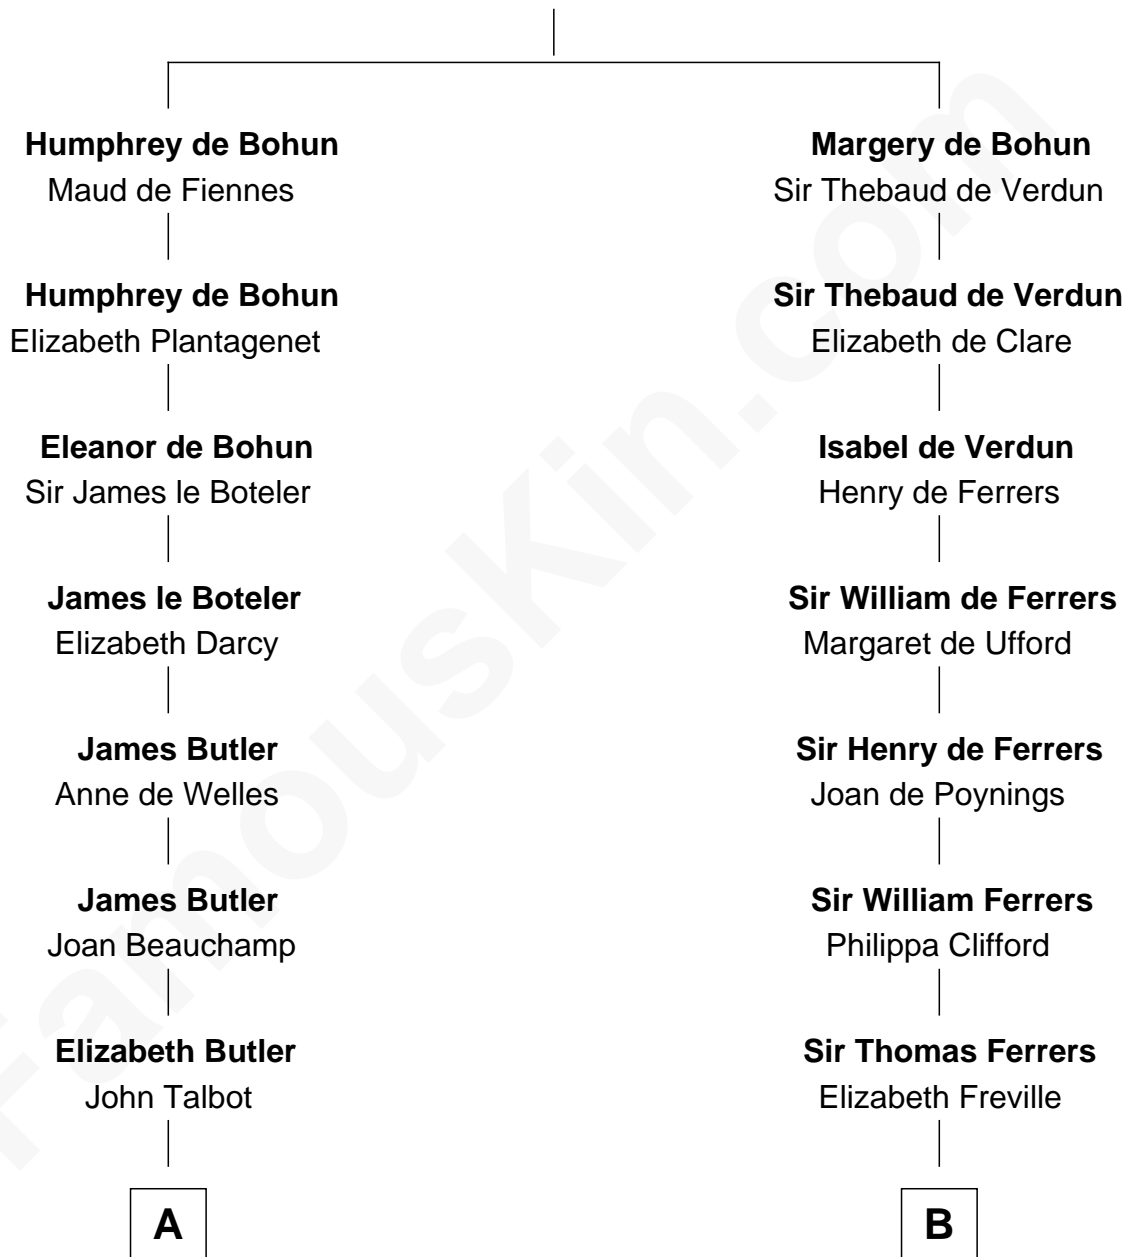 Humphrey de Bohun
Maud de Fiennes
Humphrey de Bohun
Elizabeth Plantagenet
Eleanor de Bohun
Sir James le Boteler
James le Boteler
Elizabeth Darcy
James Butler
Anne de Welles
James Butler
Joan Beauchamp
Elizabeth Butler
John Talbot
A
Margery de Bohun
Sir Thebaud de Verdun
Sir Thebaud de Verdun
Elizabeth de Clare
Isabel de Verdun
Henry de Ferrers
Sir William de Ferrers
Margaret de Ufford
Sir Henry de Ferrers
Joan de Poynings
Sir William Ferrers
Philippa Clifford
Sir Thomas Ferrers
Elizabeth Freville
B
FamousKin.com